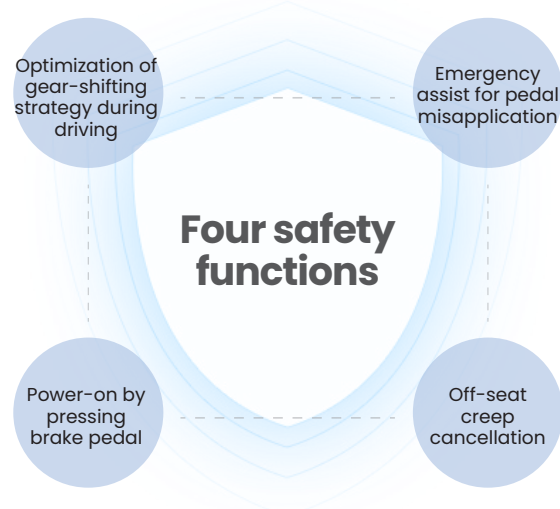 Optimization of
gear-shifting
strategy during
driving
Emergency
assist for pedal
misapplication
Four safety
functions
Power-on by
pressing
brake pedal
Off-seat
creep
cancellation